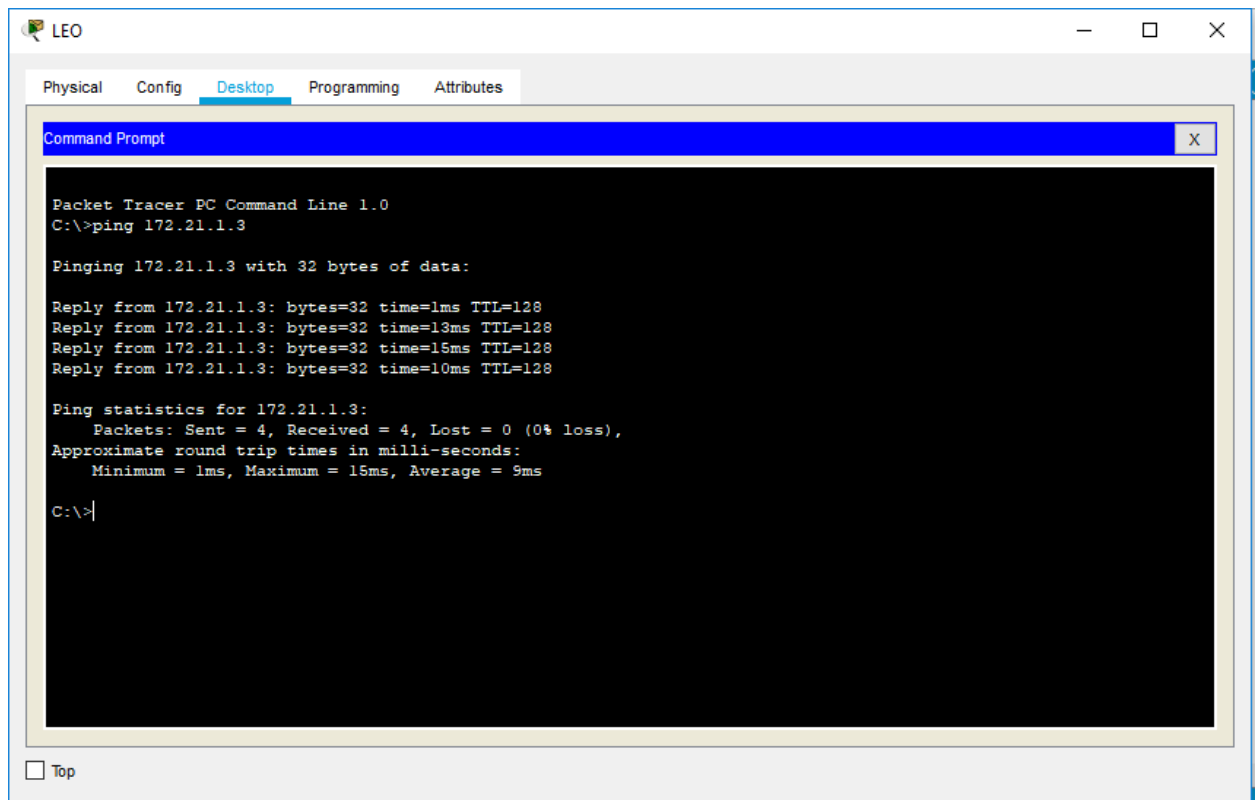 LEO
Physical Config Desktop Programming Attributes
Command Prompt
X
Packet Tracer PC Command Line 1.0
C:\>ping 172.21.1.3
Pinging 172.21.1.3 with 32 bytes of data:
Reply from 172.21.1.3: bytes=32 time=1ms TTL=128
Reply from 172.21.1.3: bytes=32 time=13ms TTL=128
Reply from 172.21.1.3: bytes=32 time=15ms TTL=128
Reply from 172.21.1.3: bytes=32 time=10ms TTL=128
Ping statistics for 172.21.1.3:
Packets: Sent = 4, Received = 4, Lost = 0 (0% loss),
Approximate round trip times in milli-seconds:
Minimum = 1ms, Maximum = 15ms, Average = 9ms
C:\>
Top